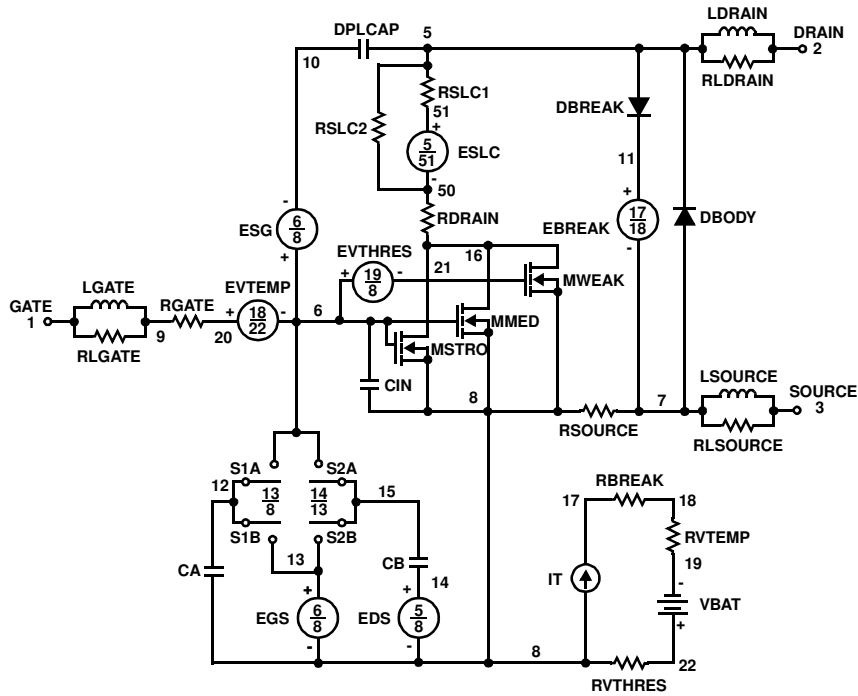 LDRAIN
DPLCAP 5 DRAIN
10 2
RLDRAIN
RSLC1
51
RSLC2
+
5
51
ESLC
-
50
DBREAK
11
+
17
18
EBREAK
-
DBODY
-
6
8
ESG
+
RDRAIN
16
21
EVTHRES
+ 19 -
8
MWEAK
LGATE
EVTEMP
GATE
1
RGATE
+ 18 -
22
6
9
20
RLGATE
MMED
MSTRO
CIN
8
LSOURCE
7
SOURCE
3
RSOURCE
RLSOURCE
S1A S2A
12
13
8
14
13
15
S1B S2B
13
CA
CB
+
14
+
EGS
6
8
EDS
5
8
-
-
8
RBREAK
17 18
RVTEMP
19
IT
-
VBAT
+
22
RVTHRES